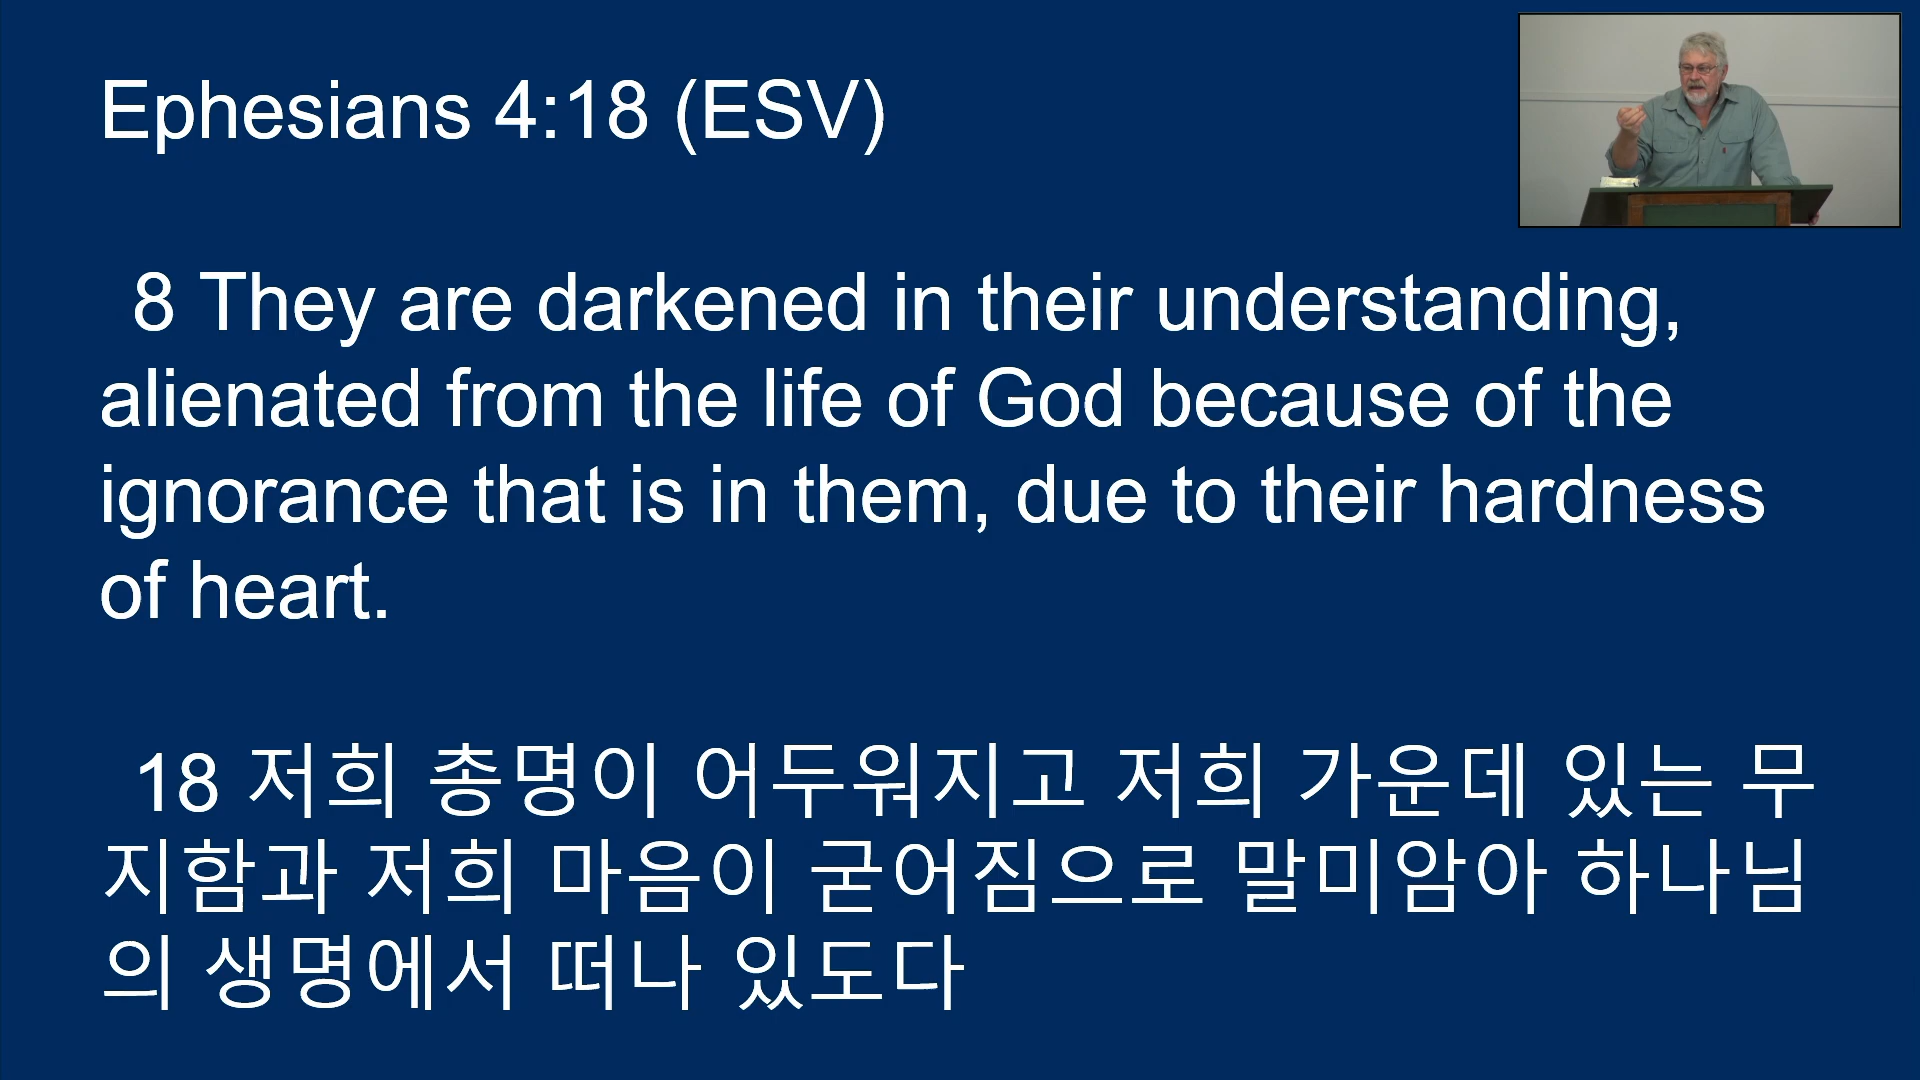 Ephesians 4:18 (ESV)
8 They are darkened in their understanding,
alienated from the life of God because of the
ignorance that is in them, due to their hardness
of heart.
18 저희 총명이 어두워지고 저희 가운데 있는 무
지함과 저희 마음이 굳어짐으로 말미암아 하나님
의 생명에서 떠나 있도다